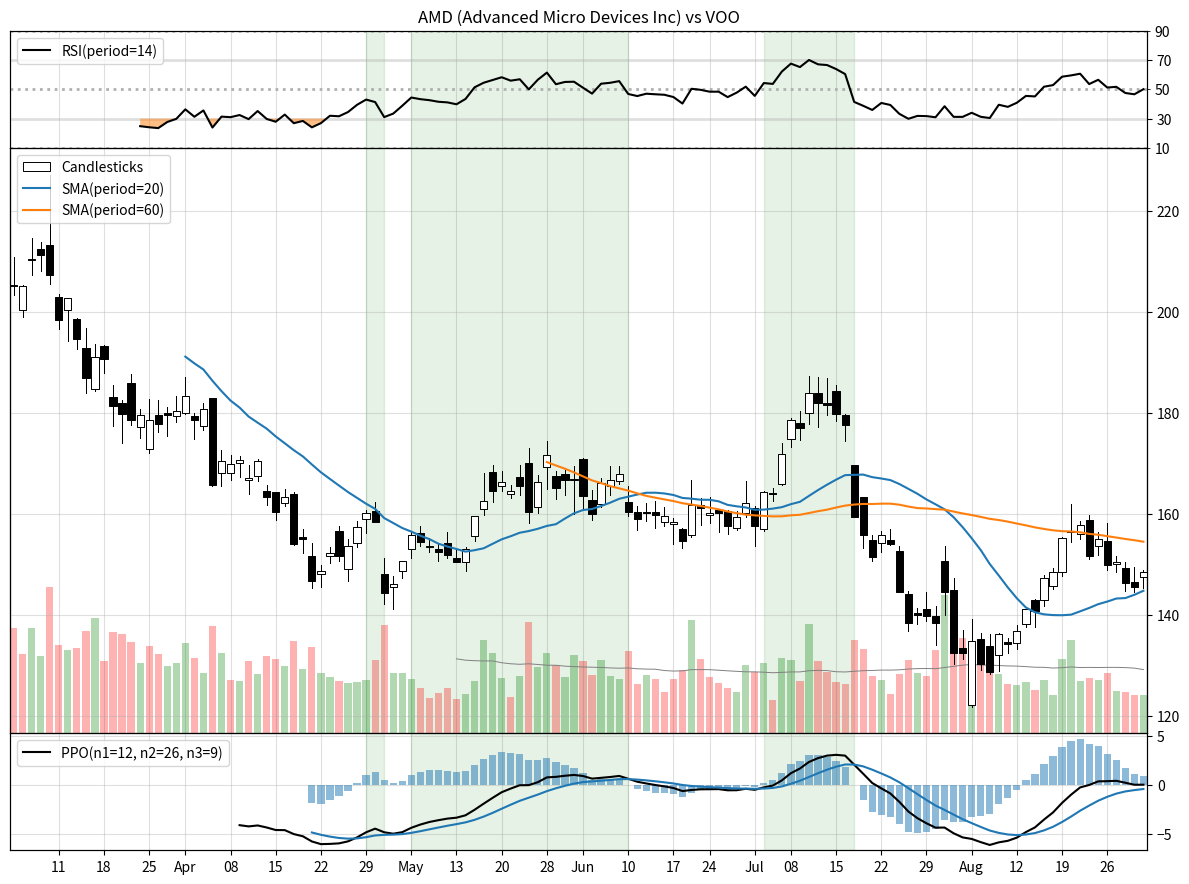 AMD (Advanced Micro Devices Inc) vs VOO
RSI(period=14)
90
70
50
30
10
Candlesticks
SMA(period=20)
SMA(period=60)
220
200
180
160
140
120
PPO(n1=12, n2=26, n3=9)
5
0
−5
11 18 25 Apr 08 15 22 29 May 13 20 28 Jun 10 17 24 Jul 08 15 22 29 Aug 12 19 26